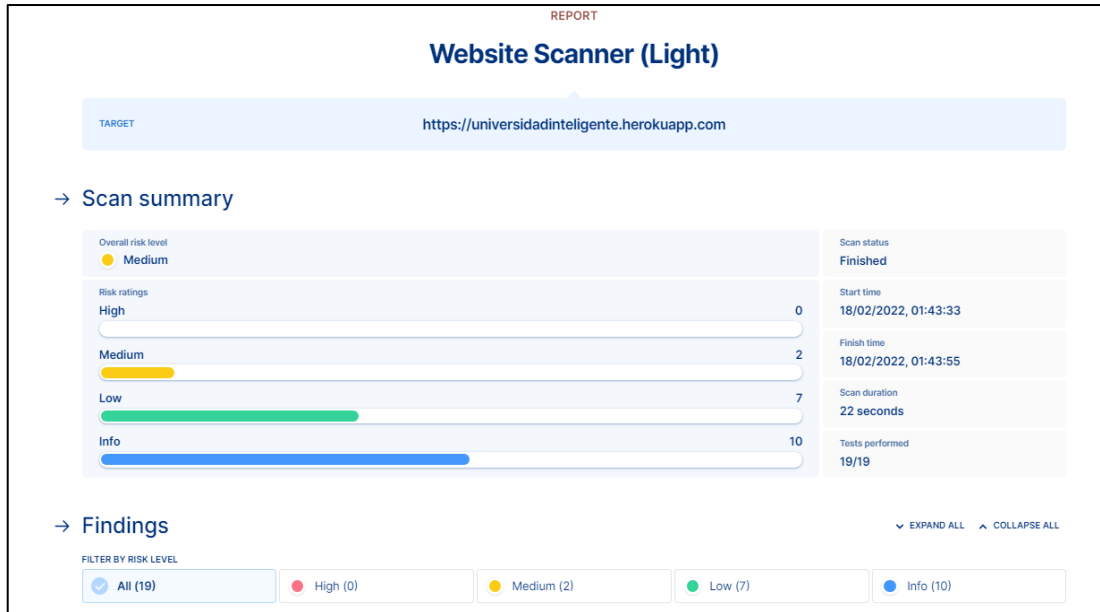 REPORT
Website Scanner (Light)
TARGET
https://universidadinteligente.herokuapp.com
Scan summary
Overall risk level
Medium
Risk ratings
High 0
Medium 2
Low 7
Info 10
Scan status
Finished
Start time
18/02/2022, 01:43:33
Finish time
18/02/2022, 01:43:55
Scan duration
22 seconds
Tests performed
19/19
Findings
EXPAND ALL COLLAPSE ALL
FILTER BY RISK LEVEL
All (19) High (0) Medium (2) Low (7) Info (10)